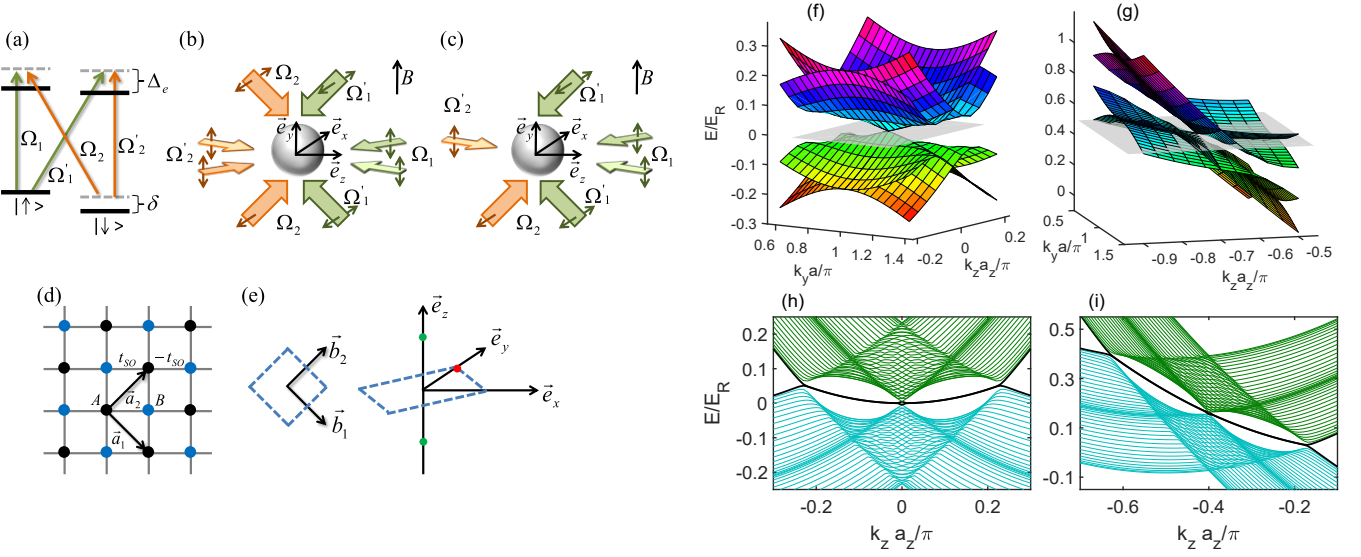 (a)
Δe
Ω1
Ω'1
Ω2
Ω'2
|↑>
|↓>
δ
(b)
Ω2
Ω'1
B
Ω'2
e⃗y
e⃗x
e⃗z
Ω1
Ω2
Ω'1
(c)
Ω'1
B
Ω'2
e⃗y
e⃗x
e⃗z
Ω1
Ω2
Ω'1
(d)
tSO
-tSO
A
a⃗2
B
a⃗1
(e)
b⃗2
b⃗1
e⃗z
e⃗y
e⃗x
(f)
E/ER
0.3
0.2
0.1
0
-0.1
-0.2
-0.3
0.6
0.8
1
1.2
1.4
kya/π
-0.2
0
0.2
kzaz/π
(g)
1
0.8
0.6
0.4
0.2
0
0.5
1
1.5
kya/π
-0.9
-0.8
-0.7
-0.6
-0.5
kzaz/π
(h)
E/ER
0.2
0.1
0
-0.1
-0.2
-0.2
0
0.2
kz az/π
(i)
0.5
0.3
0.1
-0.1
-0.6
-0.4
-0.2
kz az/π